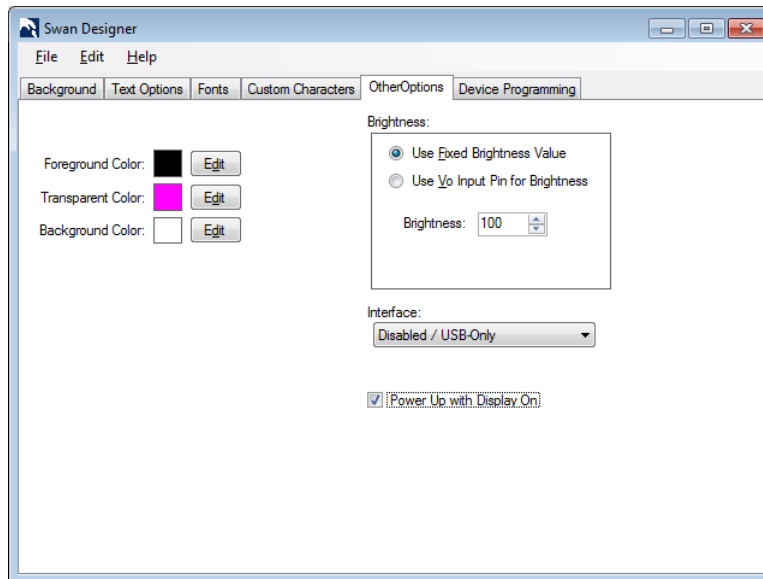 Swan Designer
File Edit Help
Background Text Options Fonts Custom Characters OtherOptions Device Programming
Foreground Color: Edit
Transparent Color: Edit
Background Color: Edit
Brightness:
Use Fixed Brightness Value
Use Vo Input Pin for Brightness
Brightness: 100
Interface:
Disabled / USB-Only
Power Up with Display On